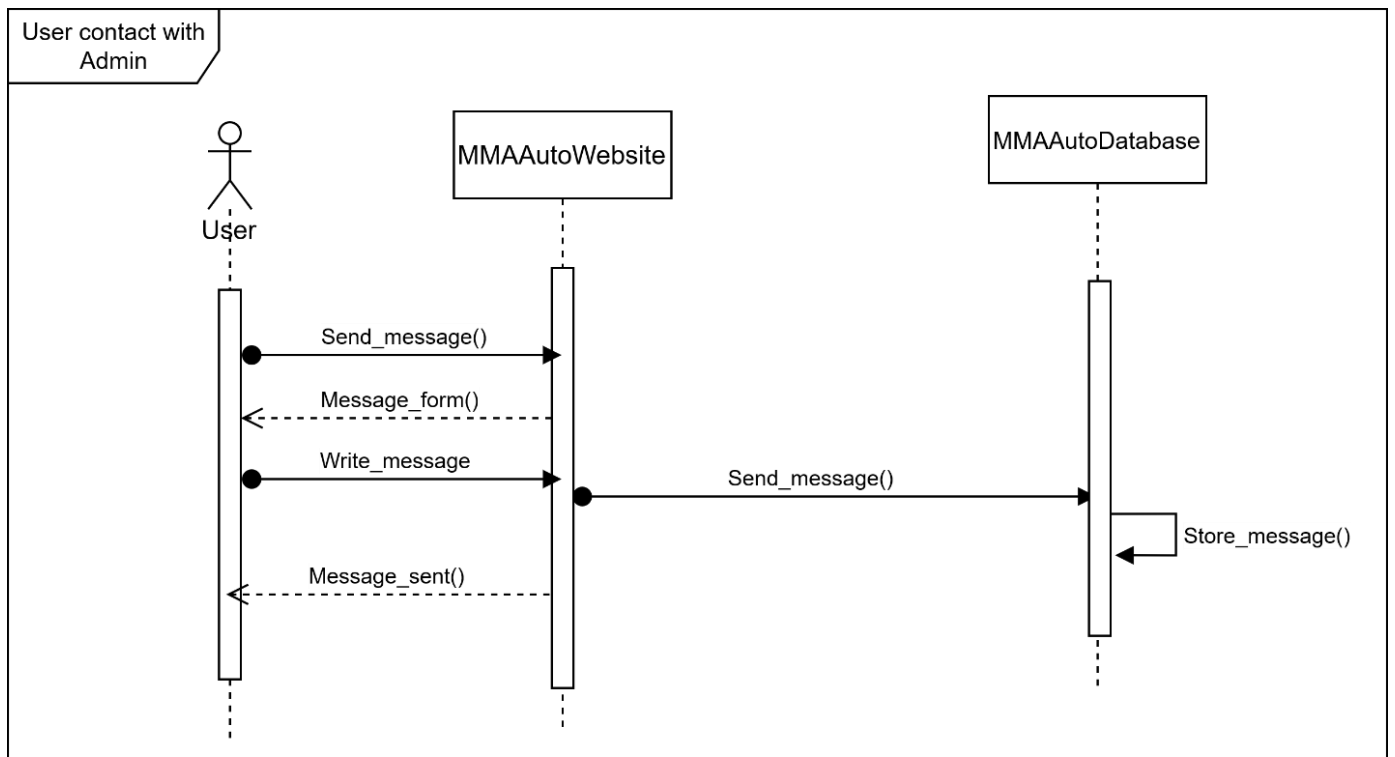 User contact with
Admin
MMAAutoWebsite
MMAAutoDatabase
User
Send_message()
Message_form()
Write_message
Send_message()
Store_message()
Message_sent()